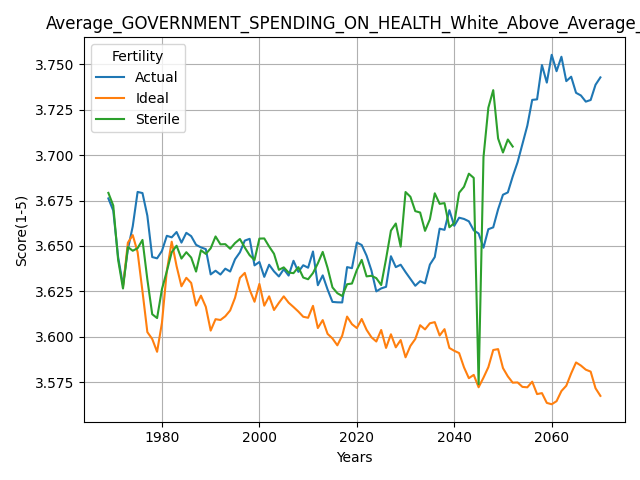 Average_GOVERNMENT_SPENDING_ON_HEALTH_White_Above_Average_
Fertility
Actual
Ideal
Sterile
Score(1-5)
3.750
3.725
3.700
3.675
3.650
3.625
3.600
3.575
1980
2000
2020
2040
2060
Years